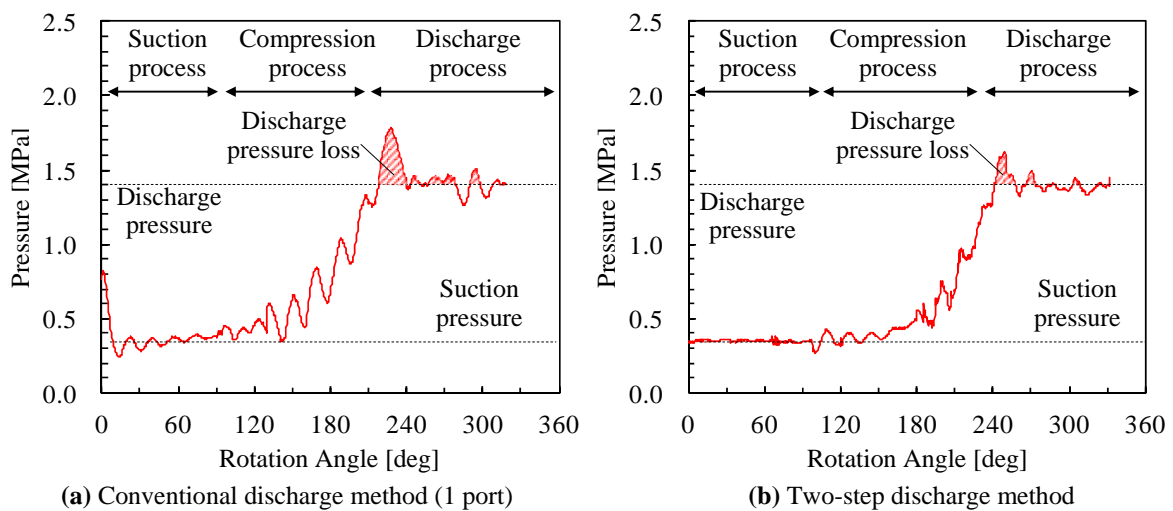 2.5
2.0
1.5
1.0
0.5
0.0
Pressure [MPa]
Suction
process
Compression
process
Discharge
process
Discharge
pressure loss
Discharge
pressure
Suction
pressure
0 60 120 180 240 300 360
Rotation Angle [deg]
(a) Conventional discharge method (1 port)
2.5
2.0
1.5
1.0
0.5
0.0
Pressure [MPa]
Suction
process
Compression
process
Discharge
process
Discharge
pressure loss
Discharge
pressure
Suction
pressure
0 60 120 180 240 300 360
Rotation Angle [deg]
(b) Two-step discharge method